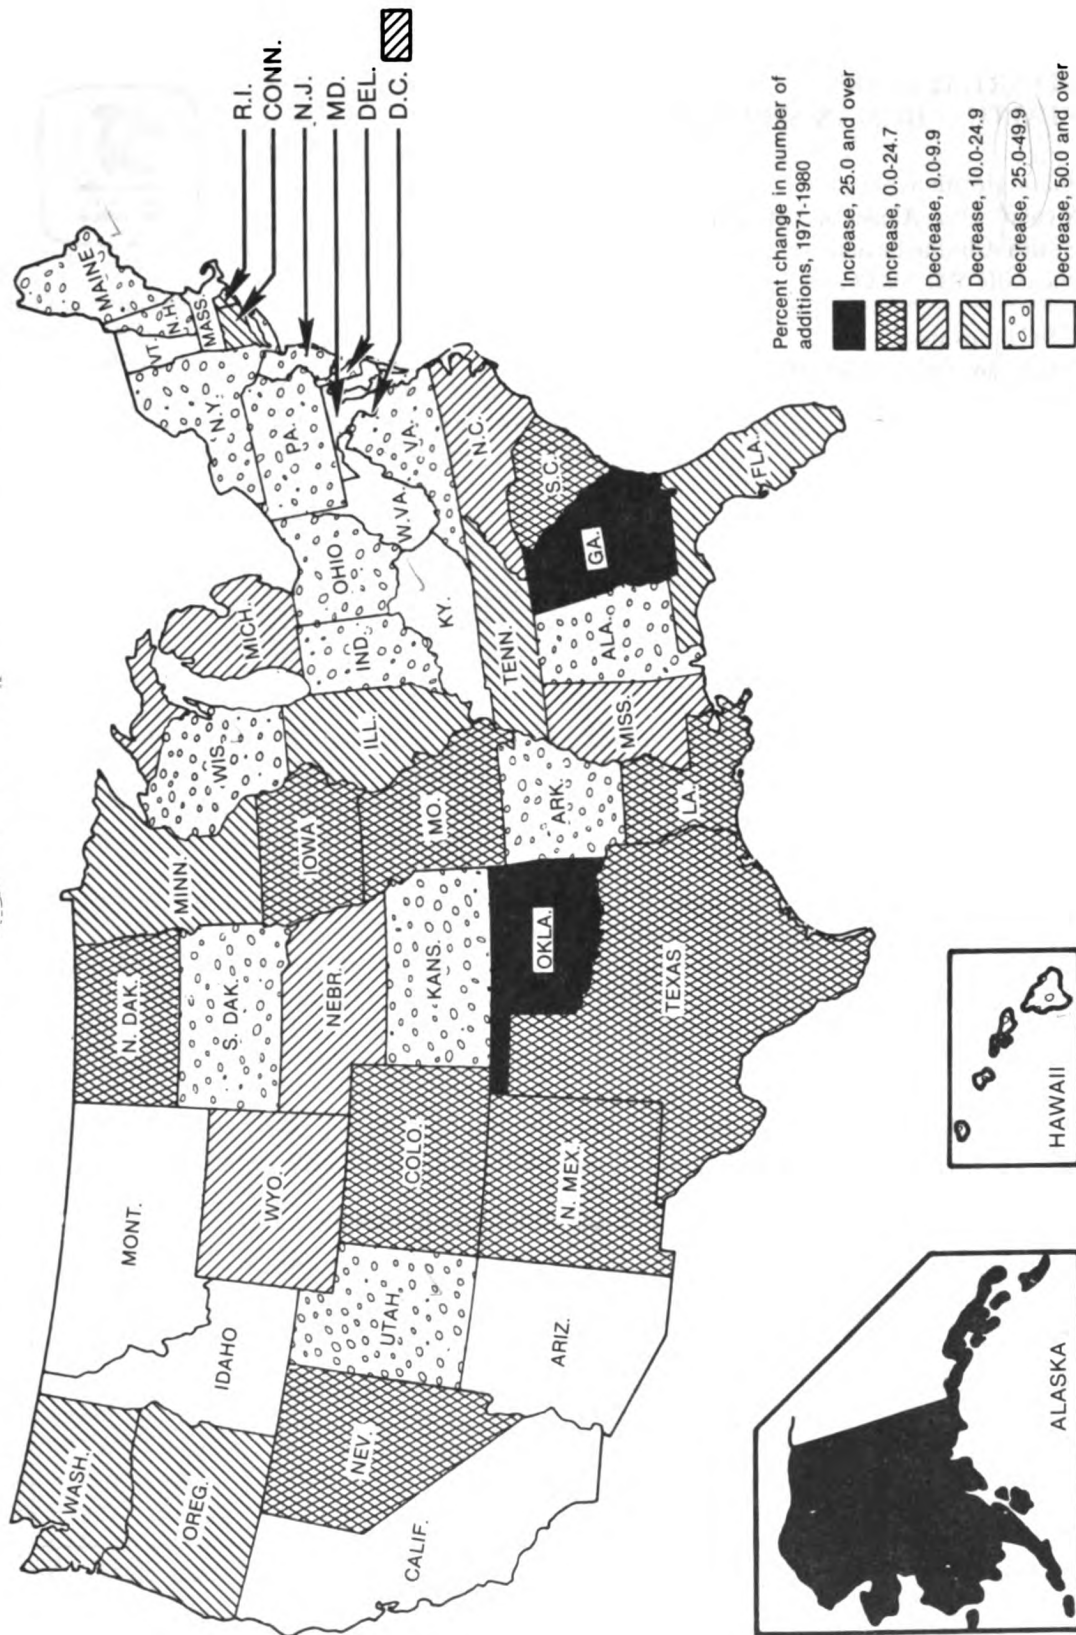 R.I.
CONN.
N.J.
MD.
DEL.
D.C.
MAINE
VT.
N.H.
MASS.
N.Y.
PA.
VA.
W.VA.
N.C.
S.C.
GA.
FLA.
OHIO
IND.
KY.
TENN.
ALA.
MISS.
MICH.
WIS.
ILL.
MINN.
IOWA
MO.
ARK.
LA.
N. DAK.
S. DAK.
NEBR.
KANS.
OKLA.
TEXAS
MONT.
WYO.
COLO.
N. MEX.
IDAHO
UTAH
ARIZ.
WASH.
OREG.
NEV.
CALIF.
ALASKA
HAWAII
Percent change in number of
additions, 1971-1980
Increase, 25.0 and over
Increase, 0.0-24.7
Decrease, 0.0-9.9
Decrease, 10.0-24.9
Decrease, 25.0-49.9
Decrease, 50.0 and over